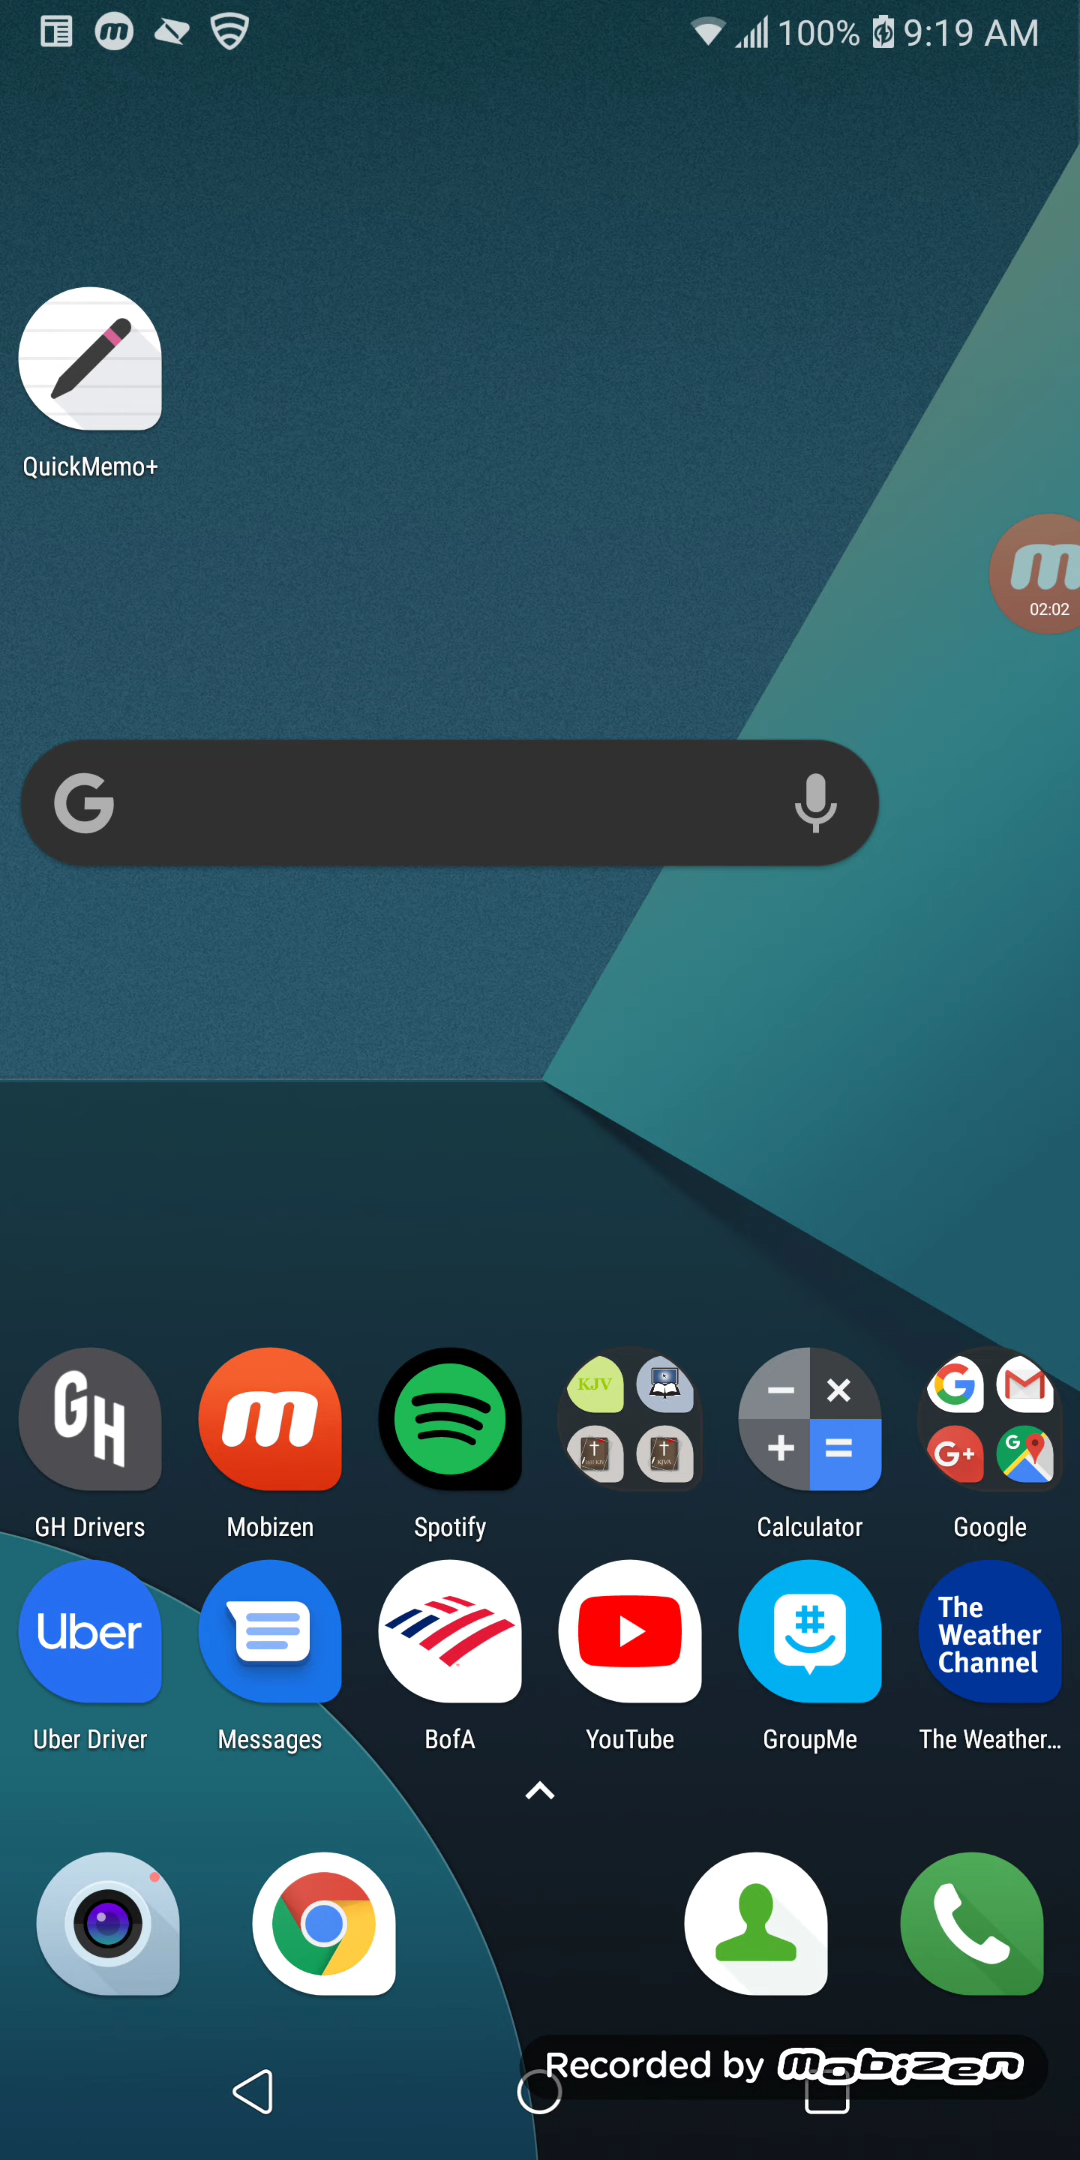 100% 9:19 AM
QuickMemo+
02:02
GH Drivers
Mobizen
Spotify
KJV
Calculator
Google
Uber
The
Weather
Channel
Uber Driver
Messages
BofA
YouTube
GroupMe
The Weather...
Recorded by mobizen